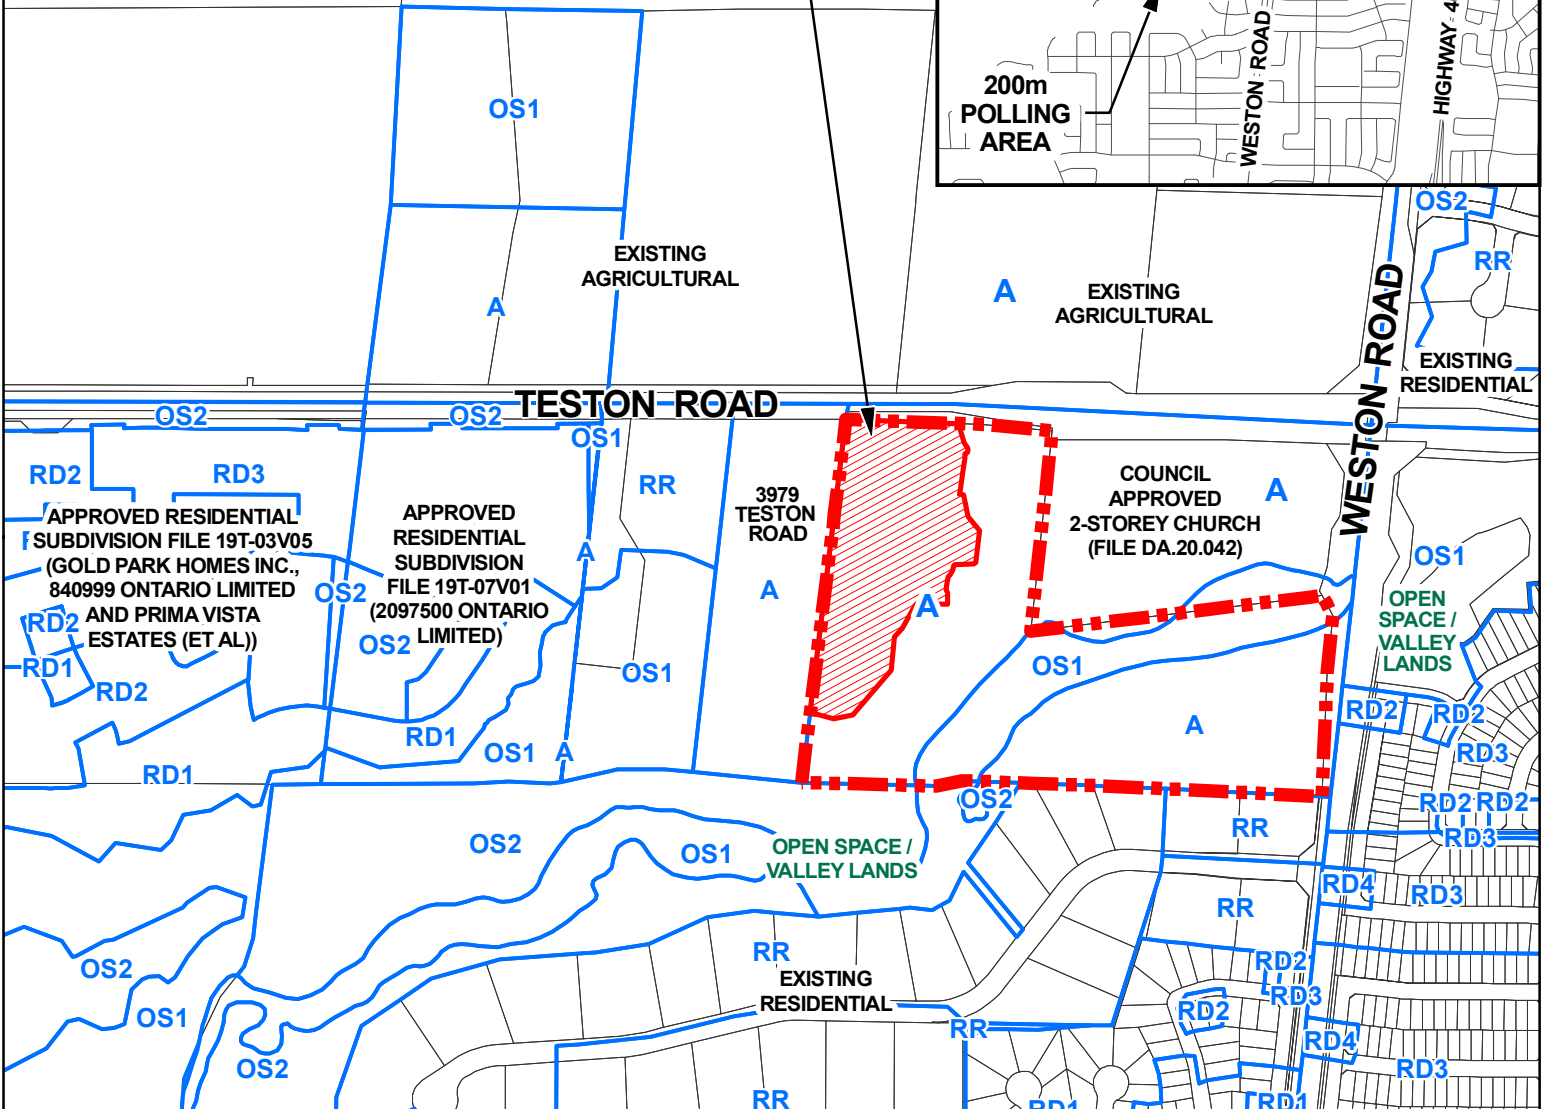 200m
POLLING
AREA
WESTON ROAD
HIGHWAY
OS1
OS2
RR
EXISTING
AGRICULTURAL
A
A
EXISTING
AGRICULTURAL
WESTON ROAD
EXISTING
RESIDENTIAL
TESTON ROAD
OS2
OS2
OS1
RD2
RD3
RR
3979
TESTON
ROAD
A
COUNCIL
APPROVED
2-STOREY CHURCH
(FILE DA.20.042)
A
APPROVED RESIDENTIAL
SUBDIVISION FILE 19T-03V05
(GOLD PARK HOMES INC.,
840999 ONTARIO LIMITED
AND PRIMA VISTA
ESTATES (ET AL))
APPROVED
RESIDENTIAL
SUBDIVISION
FILE 19T-07V01
(2097500 ONTARIO
LIMITED)
A
OS2
A
OS1
OPEN
SPACE /
VALLEY
LANDS
RD2
OS2
RD1
RD2
OS1
OS1
RD1
OS1
A
A
RD2
RD2
RD3
RD1
OS2
RD2
RD2
RD3
RR
OS2
OS1
OPEN SPACE /
VALLEY LANDS
RD4
RD3
RR
OS2
RR
EXISTING
RESIDENTIAL
RD2
RD3
OS1
RD2
RR
RD4
OS2
RD3
RR
RD1
RD1